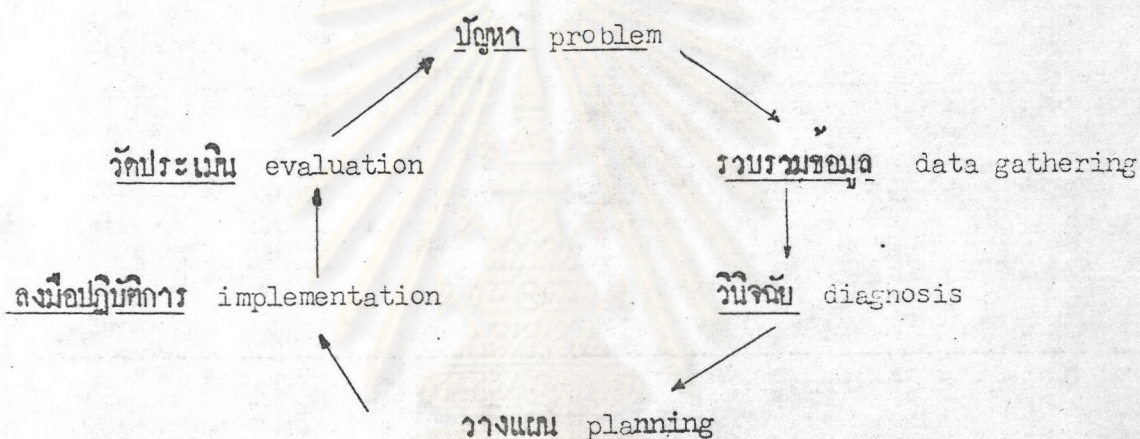 ปัญหา problem
วัดประเมิน evaluation
รวบรวมข้อมูล data gathering
ลงมือปฏิบัติการ implementation
วินิจฉัย diagnosis
วางแผน planning